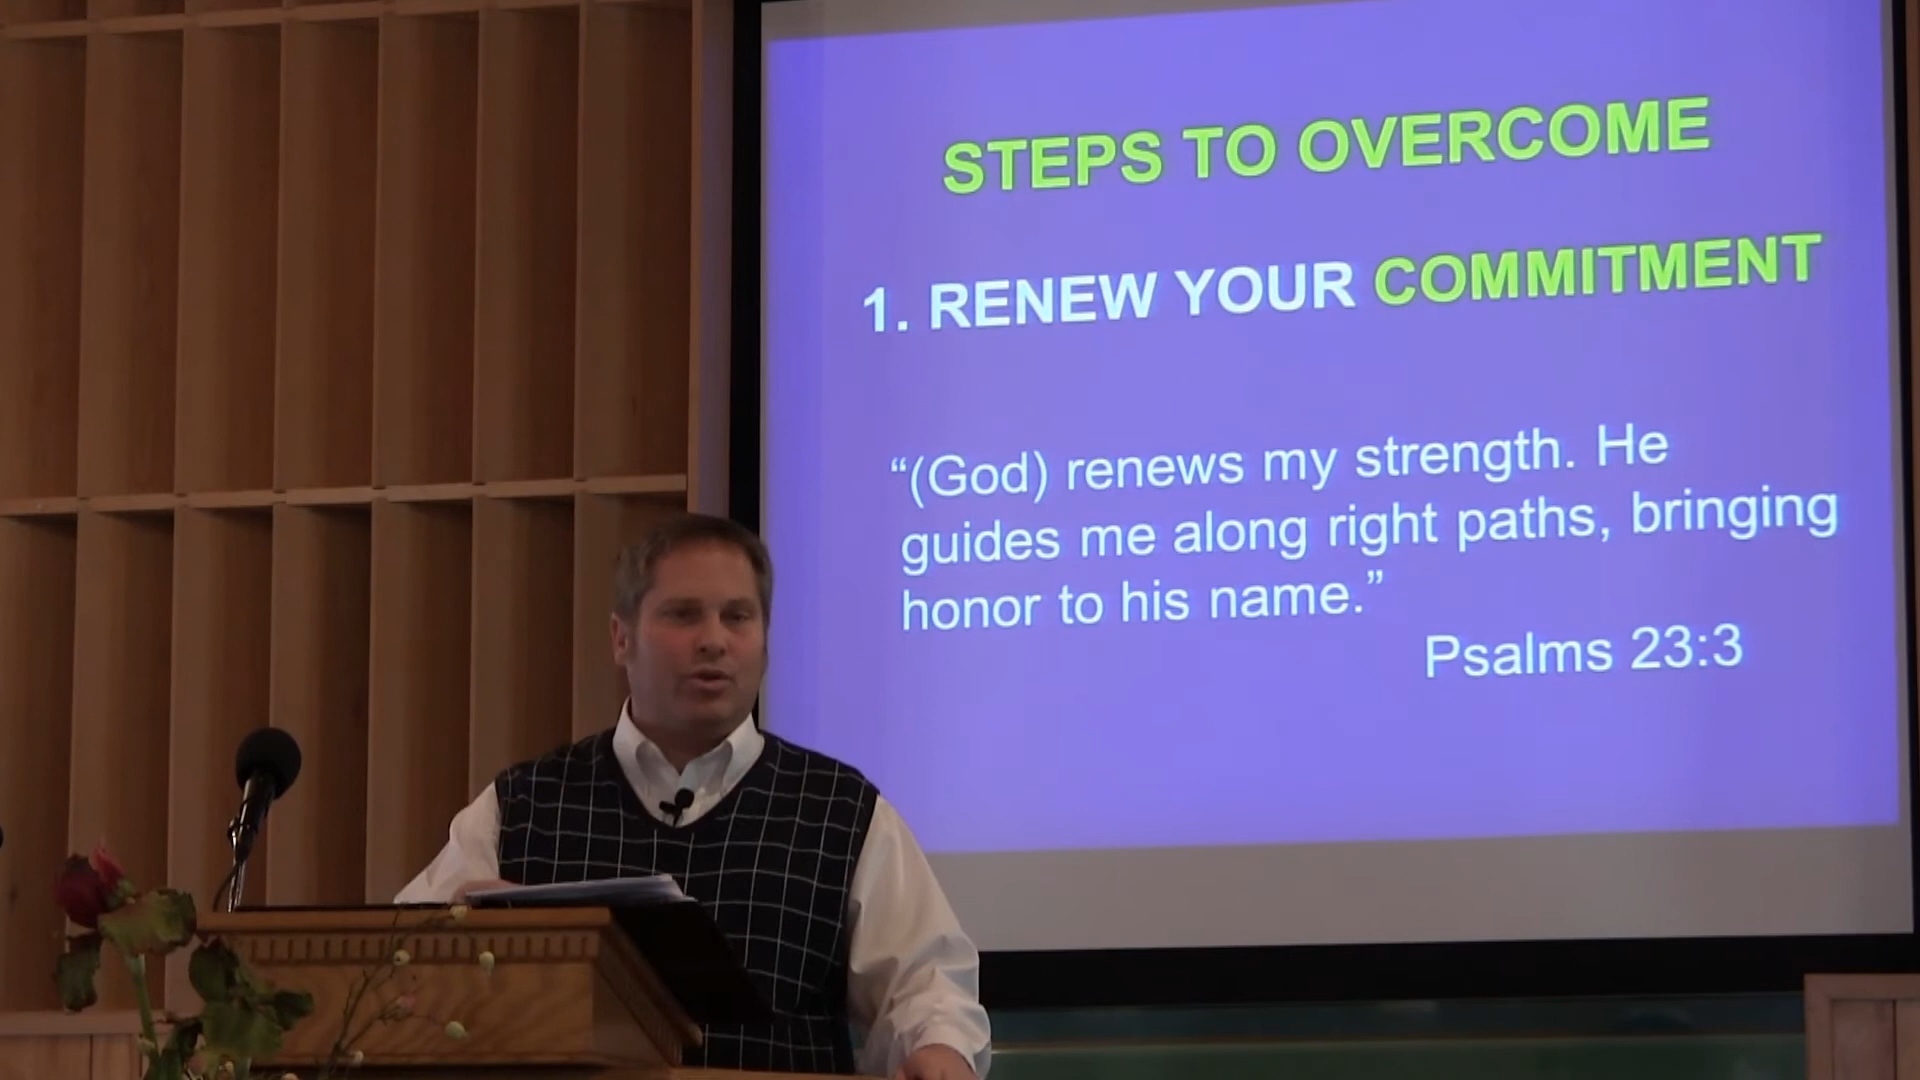 STEPS TO OVERCOME
1. RENEW YOUR COMMITMENT
“(God) renews my strength. He
guides me along right paths, bringing
honor to his name.”
Psalms 23:3